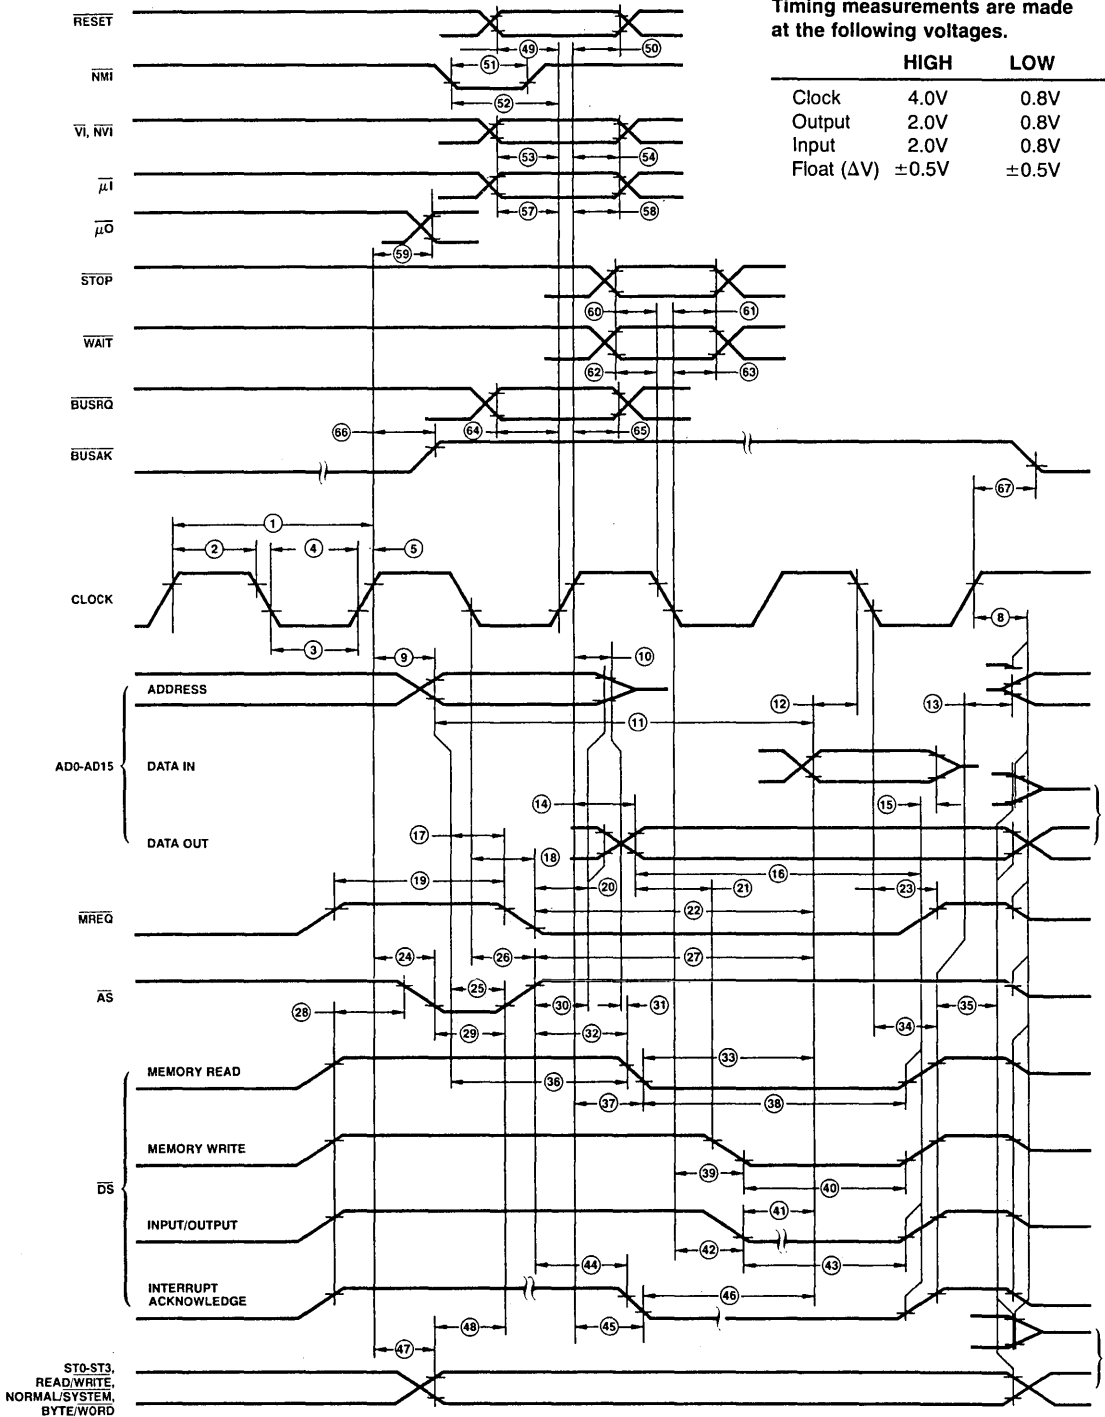 Timing measurements are made
at the following voltages.
HIGH LOW
Clock 4.0V 0.8V
Output 2.0V 0.8V
Input 2.0V 0.8V
Float (ΔV) ±0.5V ±0.5V
RESET
49 50
NMI
51
52
VI, NVI
53 54
μI
57 58
μO
59
STOP
60 61
WAIT
62 63
BUSRQ
66 64 65
BUSAK
67
1
2 4 5
CLOCK
8
3
9 10
ADDRESS
12 13
11
AD0-AD15 DATA IN
14 15
17
DATA OUT
18
16
19 20 21 23
MREQ
22
24 26 27
25
AS
28 30 31 35
29 32 34
33
MEMORY READ
36
37 38
MEMORY WRITE
39
DS
40
41
INPUT/OUTPUT
42
44 43
INTERRUPT
ACKNOWLEDGE
46
48 45
47
ST0-ST3,
READ/WRITE,
NORMAL/SYSTEM,
BYTE/WORD